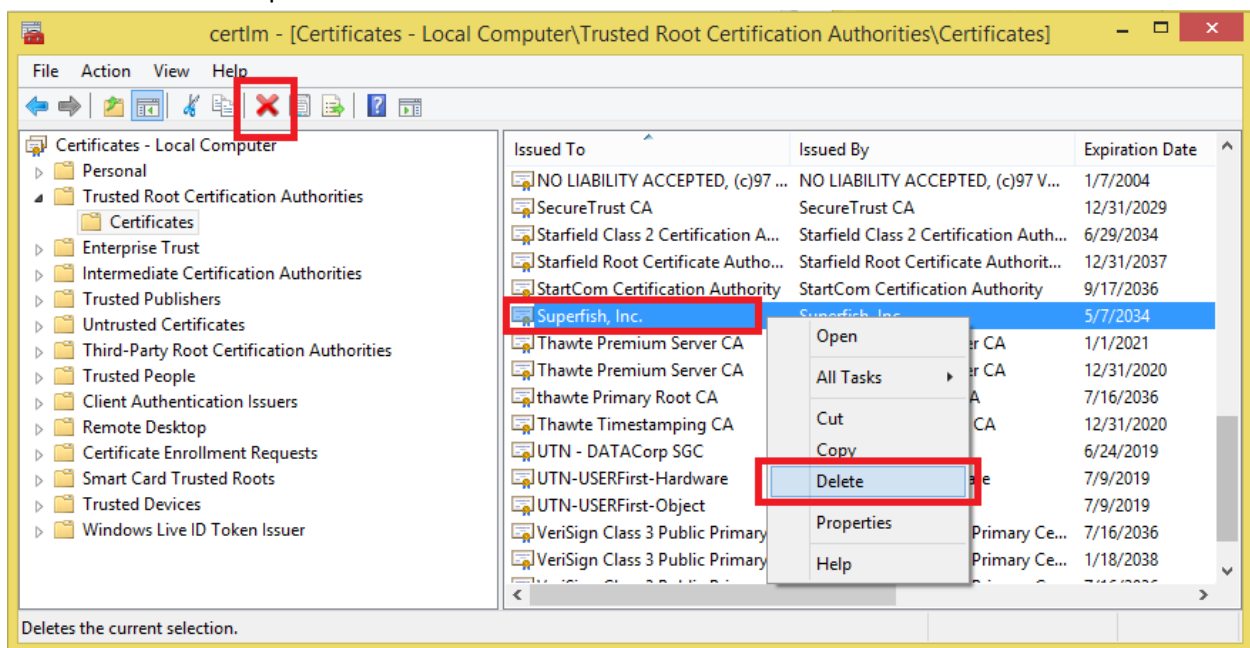 certlm - [Certificates - Local Computer\Trusted Root Certification Authorities\Certificates]
File Action View Help
Certificates - Local Computer
Personal
Trusted Root Certification Authorities
Certificates
Enterprise Trust
Intermediate Certification Authorities
Trusted Publishers
Untrusted Certificates
Third-Party Root Certification Authorities
Trusted People
Client Authentication Issuers
Remote Desktop
Certificate Enrollment Requests
Smart Card Trusted Roots
Trusted Devices
Windows Live ID Token Issuer
Issued To Issued By Expiration Date
NO LIABILITY ACCEPTED, (c)97 ... NO LIABILITY ACCEPTED, (c)97 V... 1/7/2004
SecureTrust CA SecureTrust CA 12/31/2029
Starfield Class 2 Certification A... Starfield Class 2 Certification Auth... 6/29/2034
Starfield Root Certificate Autho... Starfield Root Certificate Authorit... 12/31/2037
StartCom Certification Authority StartCom Certification Authority 9/17/2036
Superfish, Inc. Superfish, Inc. 5/7/2034
Thawte Premium Server CA CA 1/1/2021
Thawte Premium Server CA CA 12/31/2020
thawte Primary Root CA 7/16/2036
Thawte Timestamping CA CA 12/31/2020
UTN - DATACorp SGC 6/24/2019
UTN-USERFirst-Hardware 7/9/2019
UTN-USERFirst-Object 7/9/2019
VeriSign Class 3 Public Primary Primary Ce... 7/16/2036
VeriSign Class 3 Public Primary Primary Ce... 1/18/2038
Open
All Tasks
Cut
Copy
Delete
Properties
Help
Deletes the current selection.